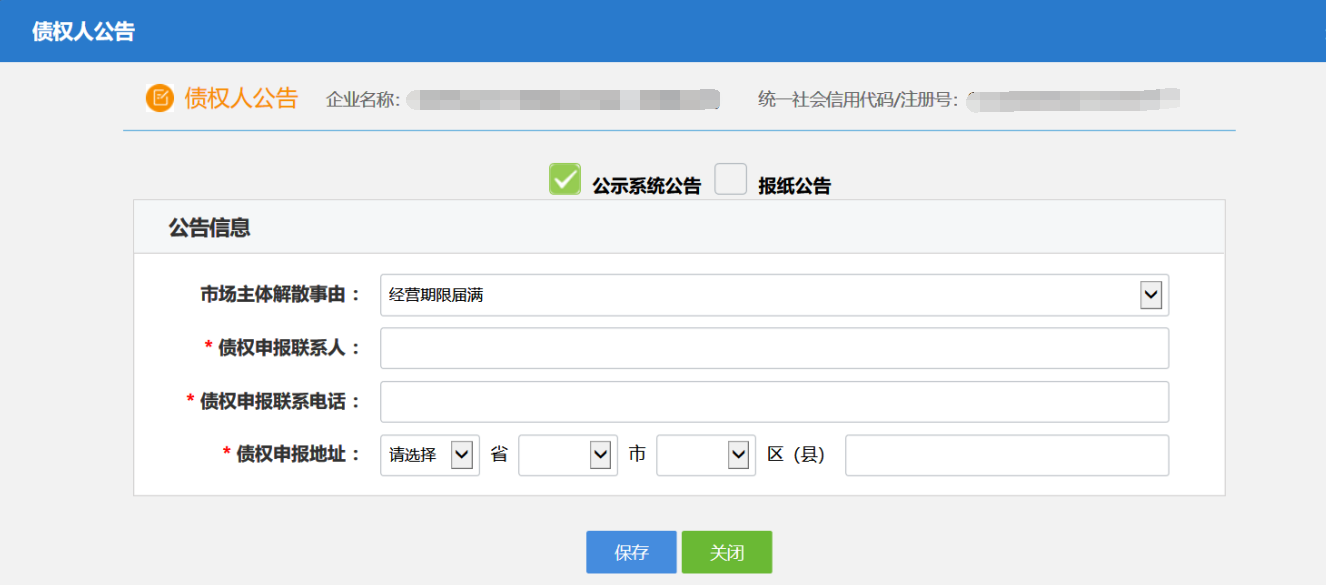 债权人公告
债权人公告 企业名称: 统一社会信用代码/注册号:
公示系统公告 报纸公告
公告信息
市场主体解散事由： 经营期限届满
* 债权申报联系人：
* 债权申报联系电话：
* 债权申报地址： 请选择 省 市 区（县）
保存 关闭